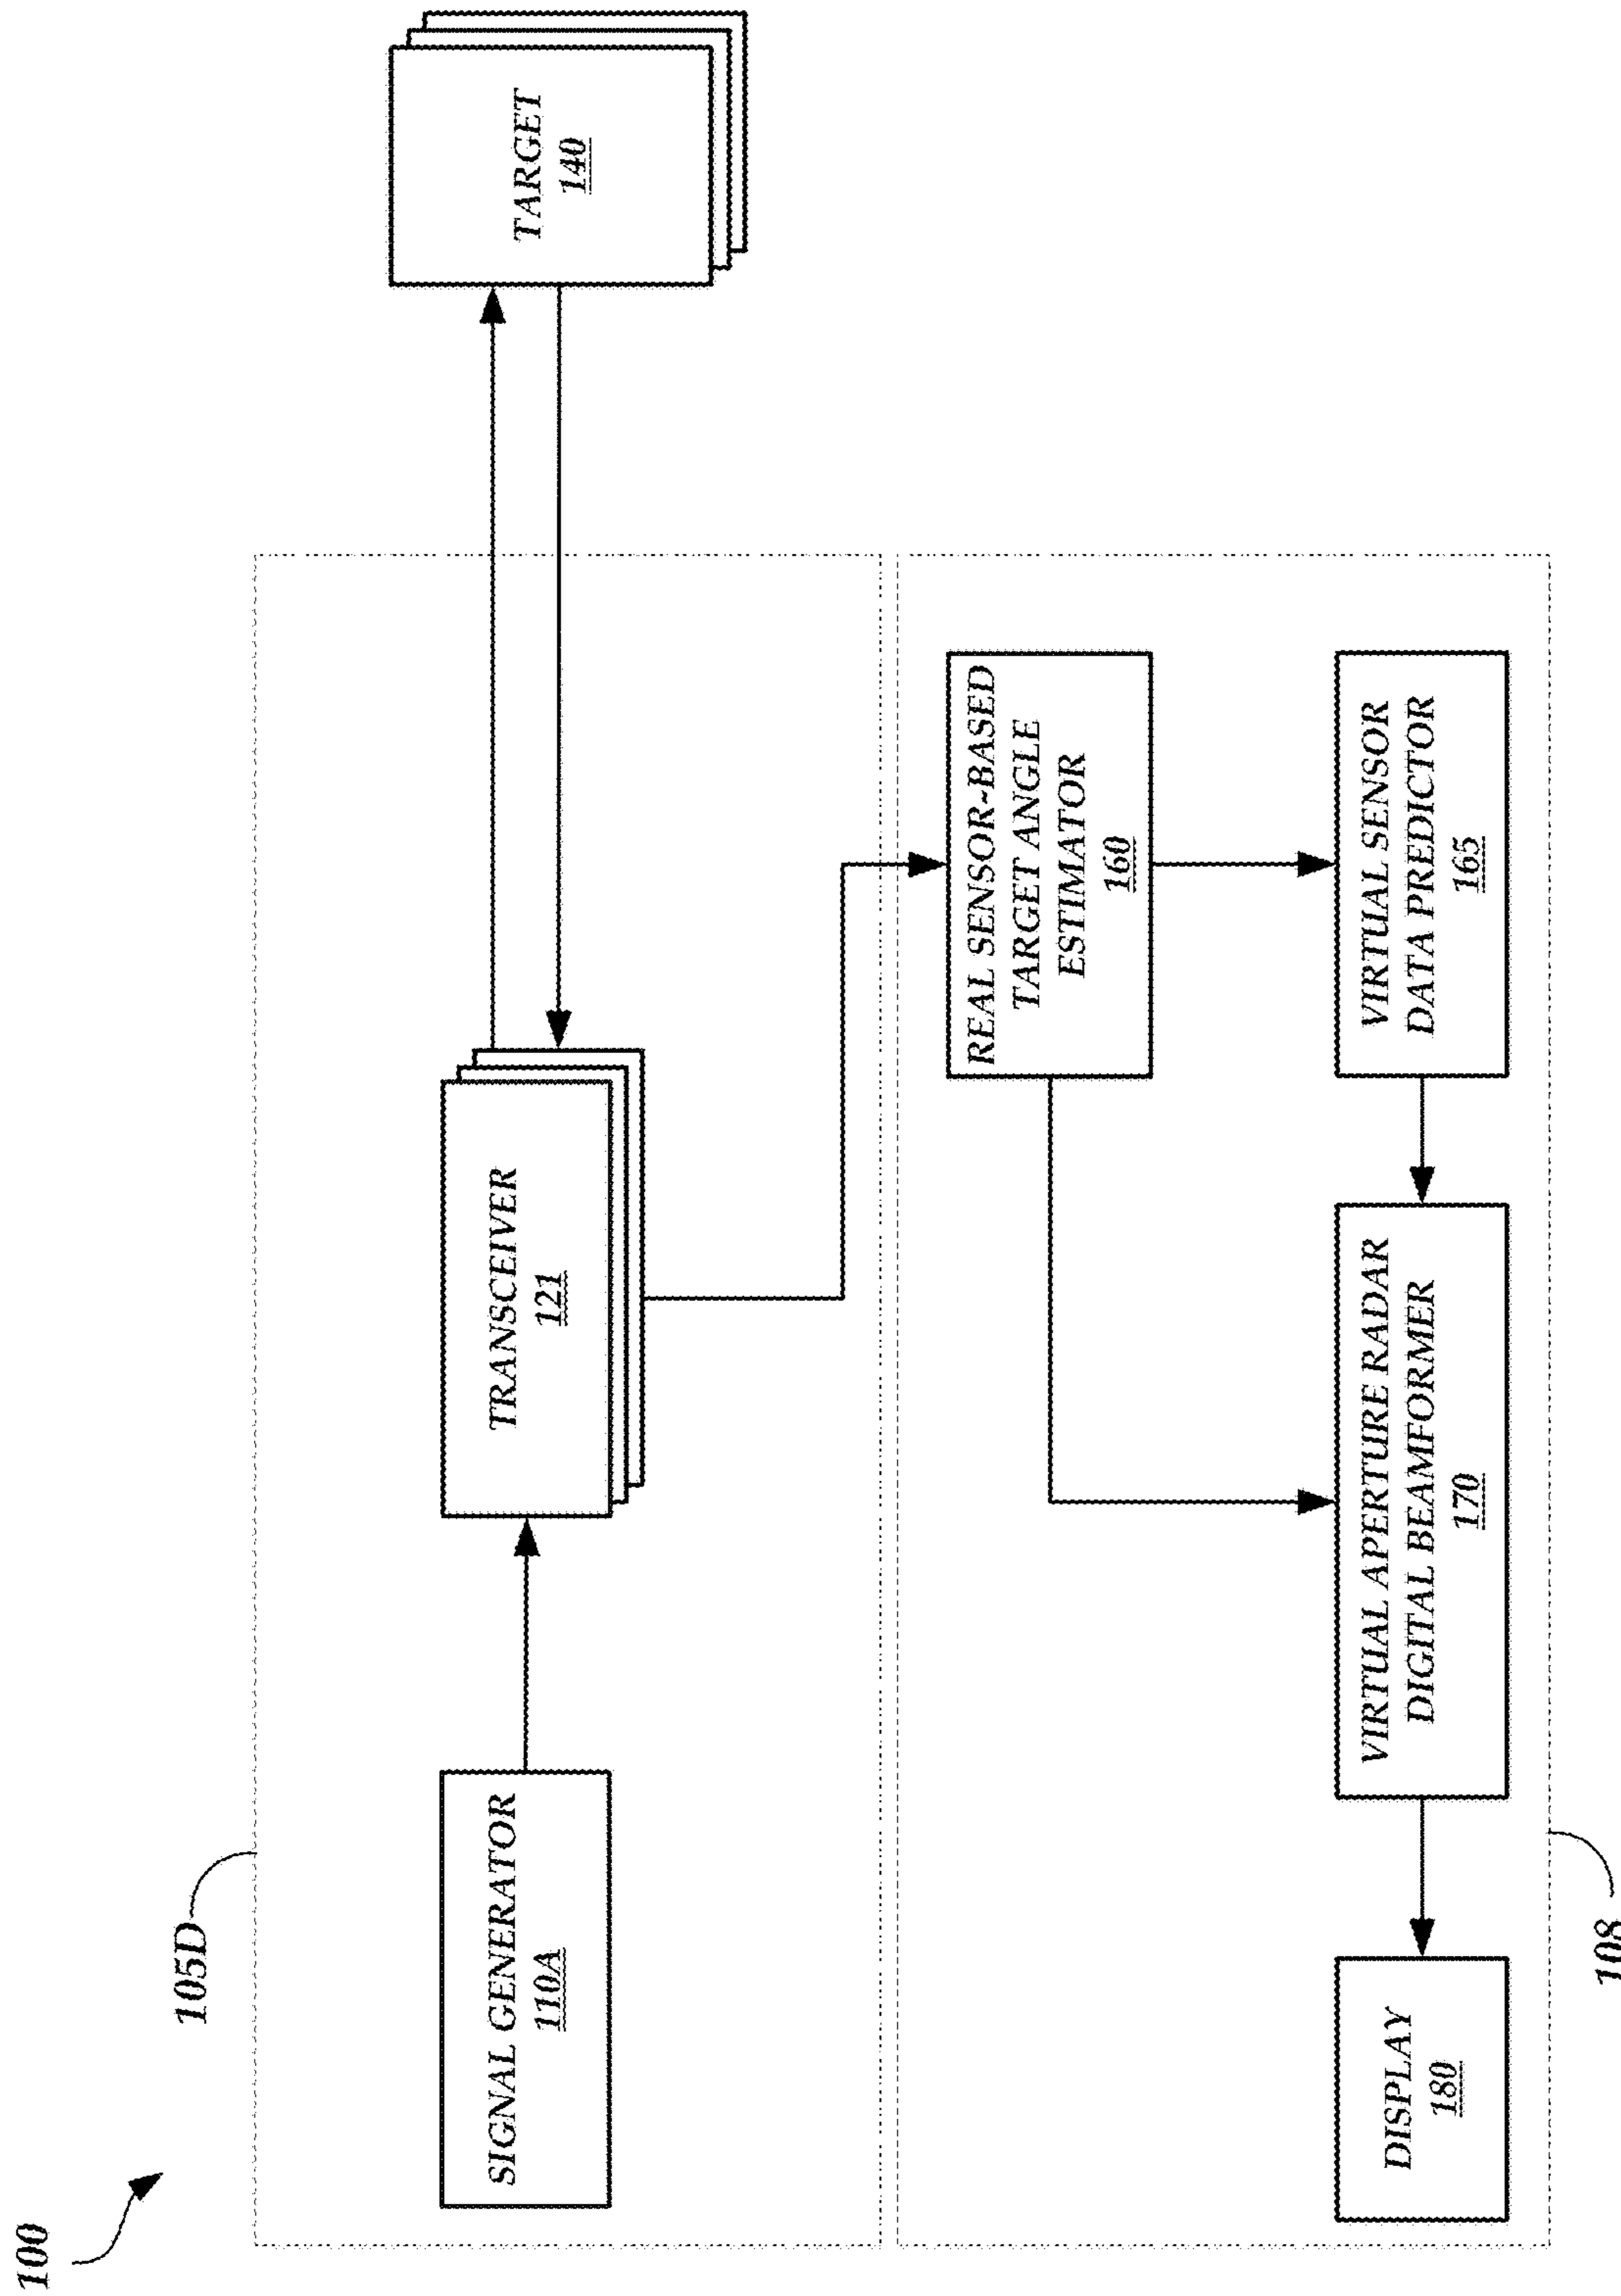 100
105D
SIGNAL GENERATOR
110A
TRANSCEIVER
121
TARGET
140
REAL SENSOR-BASED
TARGET ANGLE
ESTIMATOR
160
DISPLAY
180
VIRTUAL APERTURE RADAR
DIGITAL BEAMFORMER
170
VIRTUAL SENSOR
DATA PREDICTOR
165
108